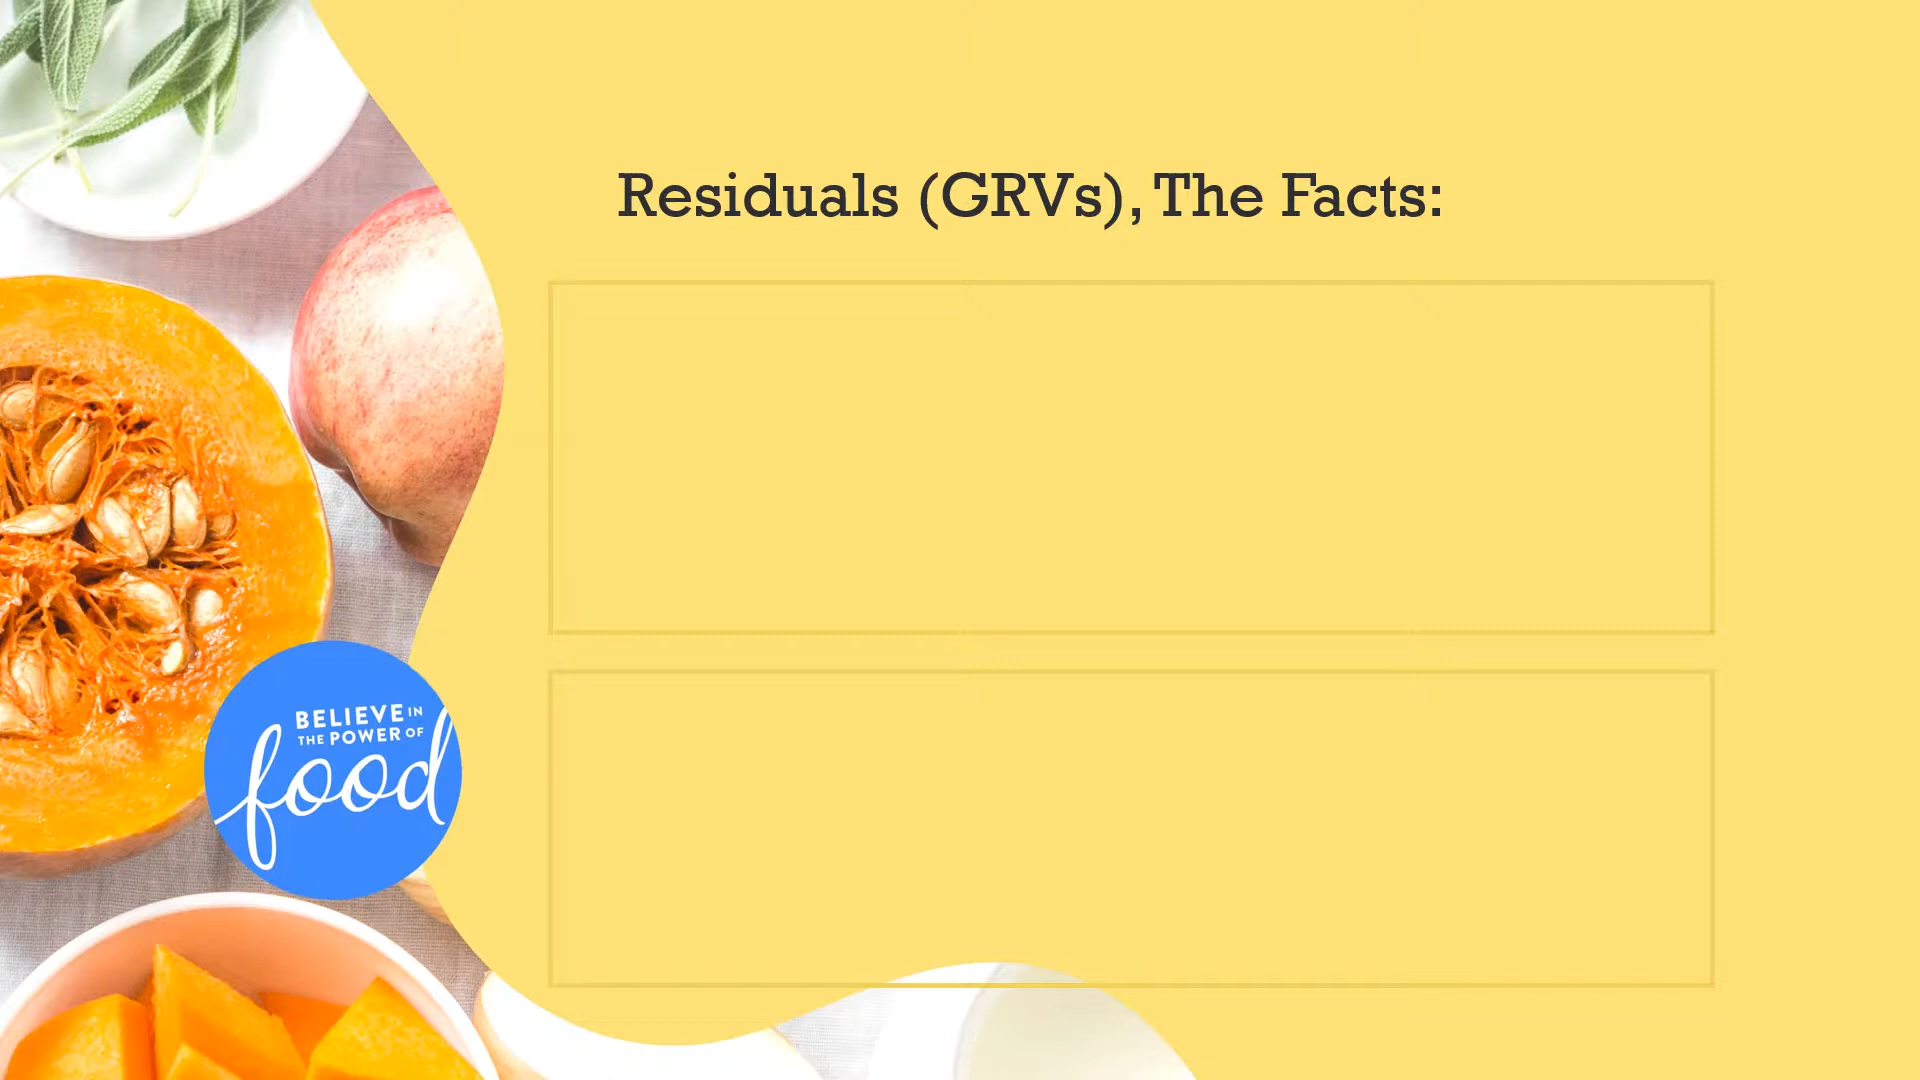 Residuals (GRVs), The Facts:
BELIEVE IN
THE POWER OF
food